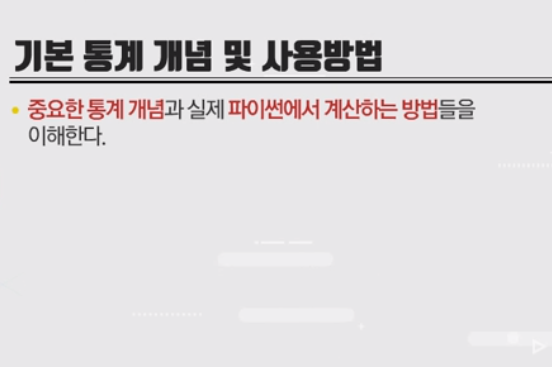 기본 통계 개념 및 사용방법
• 중요한 통계 개념과 실제 파이썬에서 계산하는 방법들을
이해한다.